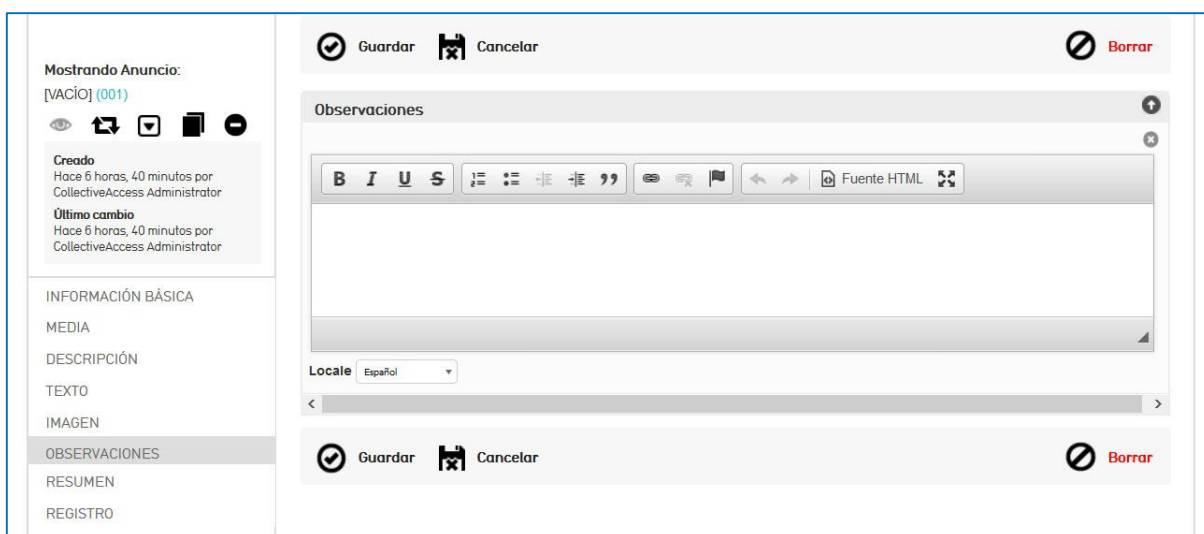 Mostrando Anuncio:
[VACÍO] (001)
Creado
Hace 6 horas, 40 minutos por
CollectiveAccess Administrator
Último cambio
Hace 6 horas, 40 minutos por
CollectiveAccess Administrator
INFORMACIÓN BÁSICA
MEDIA
DESCRIPCIÓN
TEXTO
IMAGEN
OBSERVACIONES
RESUMEN
REGISTRO
Guardar Cancelar Borrar
Observaciones
B I U S Fuente HTML
Locale Español
Guardar Cancelar Borrar